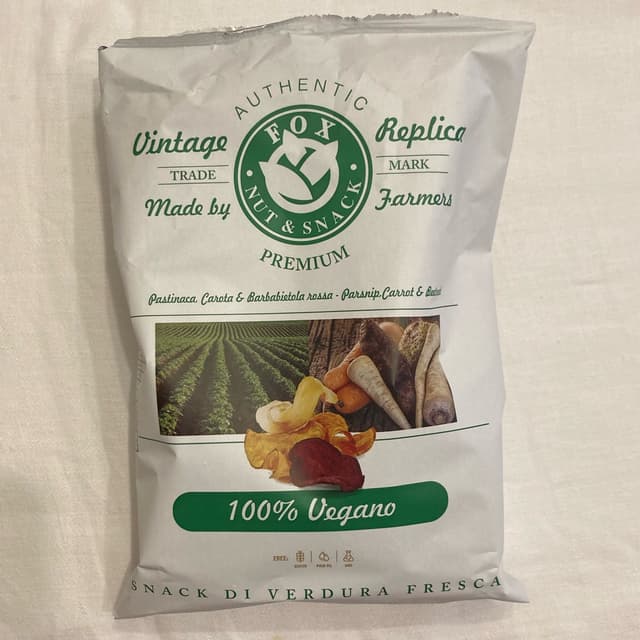 AUTHENTIC
Vintage Replica
FOX
TRADE MARK
NUT & SNACK
Made by Farmers
PREMIUM
Pastinaca, Carota & Barbabietola rossa - Parsnip, Carrot &
100% Vegano
FREE:
SNACK DI VERDURA FRESCA